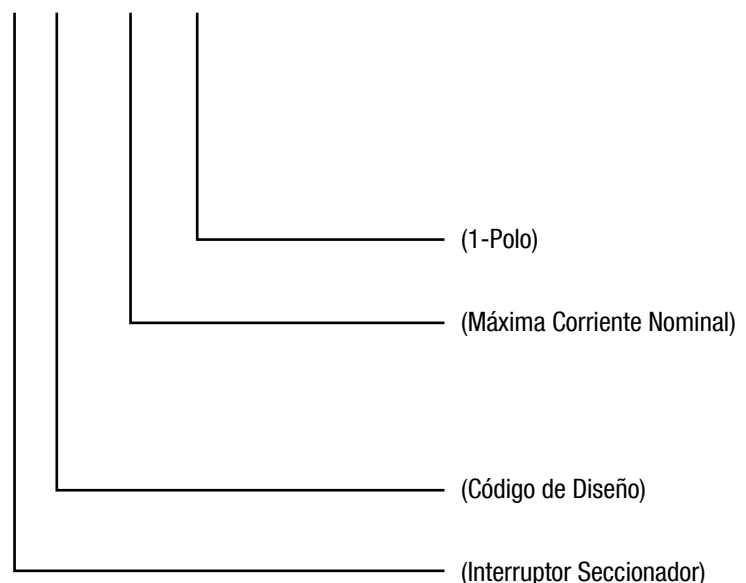 (1-Polo)
(Máxima Corriente Nominal)
(Código de Diseño)
(Interruptor Seccionador)